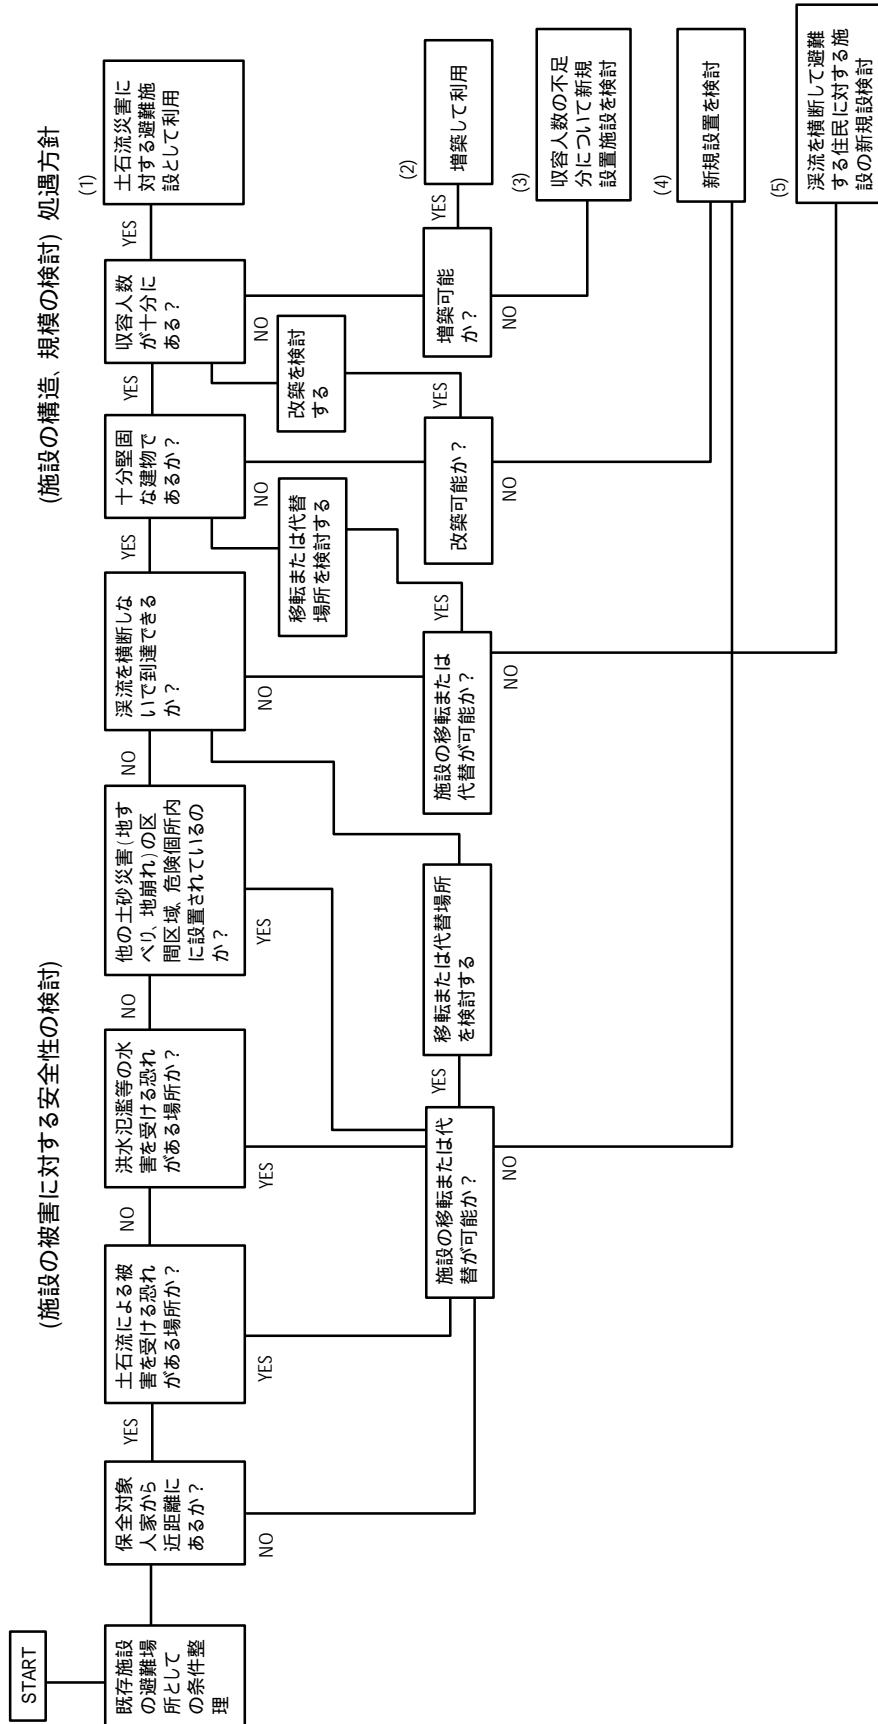 (施設の被害に対する安全性の検討)
(施設の構造、規模の検討) 処遇方針
START
既存施設
の避難場
所として
の条件整
理
保全対象
人家から
近距離に
あるか？
YES
NO
土石流による被
害を受ける恐れ
がある場所か？
NO
YES
洪水氾濫等の水
害を受ける恐れ
がある場所か？
NO
YES
他の土砂災害(地す
べり、地崩れ)の区
間区域、危険個所内
に設置されているの
か？
NO
YES
渓流を横断しな
いで到達できる
か？
YES
NO
十分堅固
な建物で
あるか？
YES
NO
収容人数
が十分に
ある？
YES
NO
(1)
土石流災害に
対する避難施
設として利用
移転または代替
場所を検討する
改築を検討
する
施設の移転または代
替が可能か？
YES
NO
移転または代替場所
を検討する
施設の移転または
代替が可能か？
YES
NO
改築可能か？
YES
NO
増築可能
か？
YES
NO
(2)
増築して利用
(3)
収容人数の不足
分について新規
設置施設を検討
(4)
新規設置を検討
(5)
渓流を横断して避難
する住民に対する施
設の新規設検討